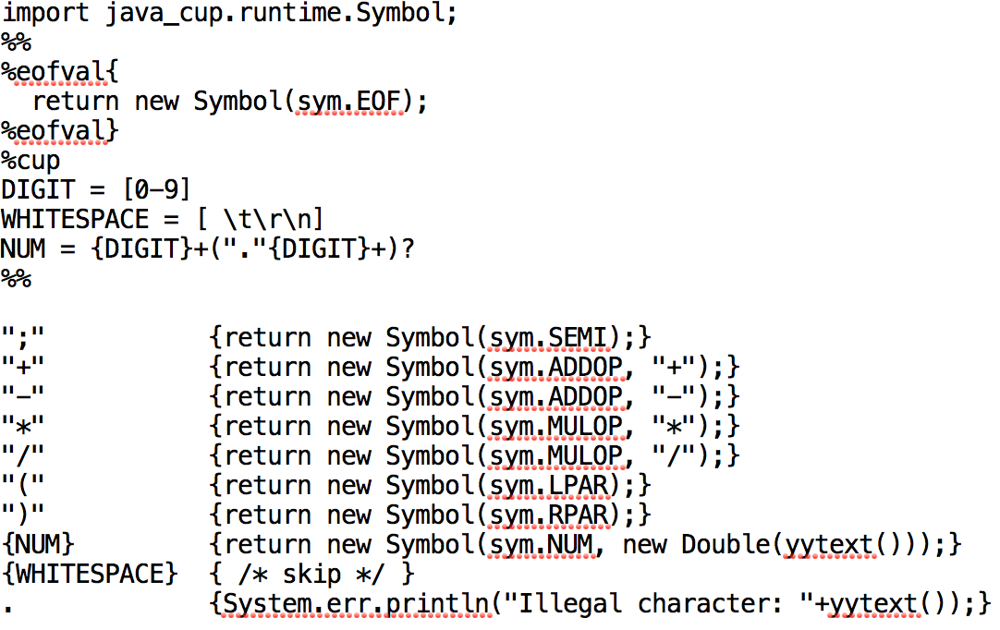 import java_cup.runtime.Symbol;
%%
%eofval{
  return new Symbol(sym.EOF);
%eofval}
%cup
DIGIT = [0-9]
WHITESPACE = [ \t\r\n]
NUM = {DIGIT}+("."{DIGIT}+)?
%%

";"           {return new Symbol(sym.SEMI);}
"+"           {return new Symbol(sym.ADDOP, "+");}
"-"           {return new Symbol(sym.ADDOP, "-");}
"*"           {return new Symbol(sym.MULOP, "*");}
"/"           {return new Symbol(sym.MULOP, "/");}
"("           {return new Symbol(sym.LPAR);}
")"           {return new Symbol(sym.RPAR);}
{NUM}         {return new Symbol(sym.NUM, new Double(yytext()));}
{WHITESPACE}  { /* skip */ }
.             {System.err.println("Illegal character: "+yytext());}